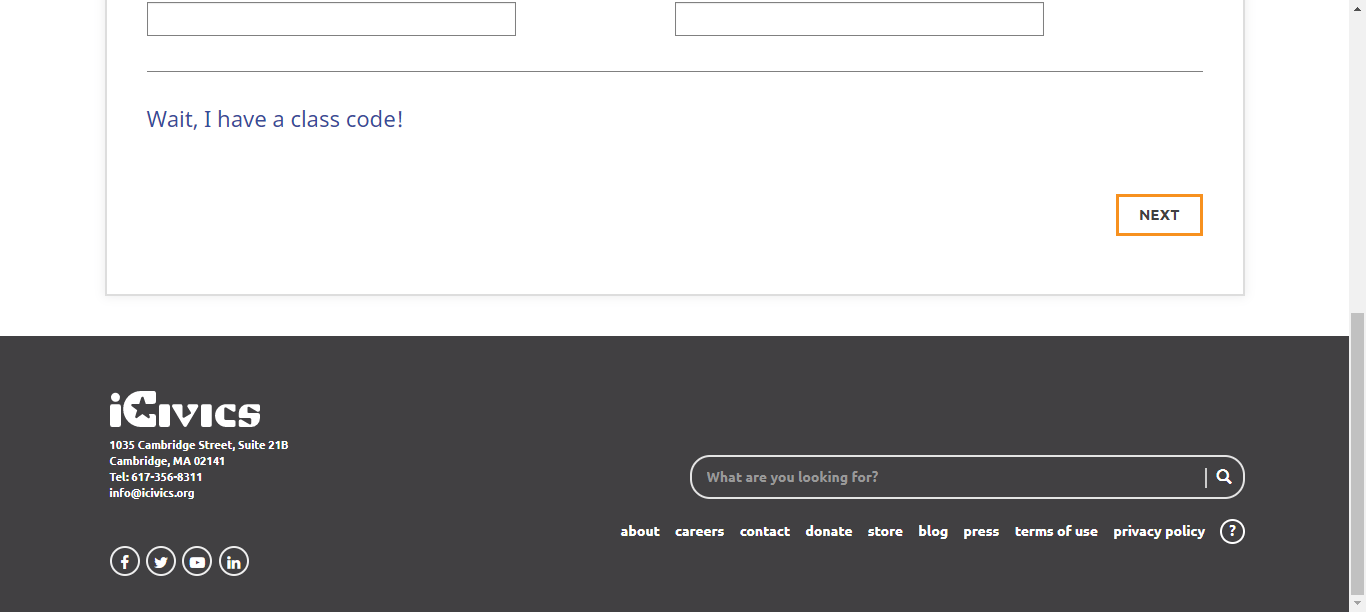 Wait, I have a class code!
NEXT
iCivics
1035 Cambridge Street, Suite 21B
Cambridge, MA 02141
Tel: 617-356-8311
info@icivics.org
What are you looking for?
about careers contact donate store blog press terms of use privacy policy ?